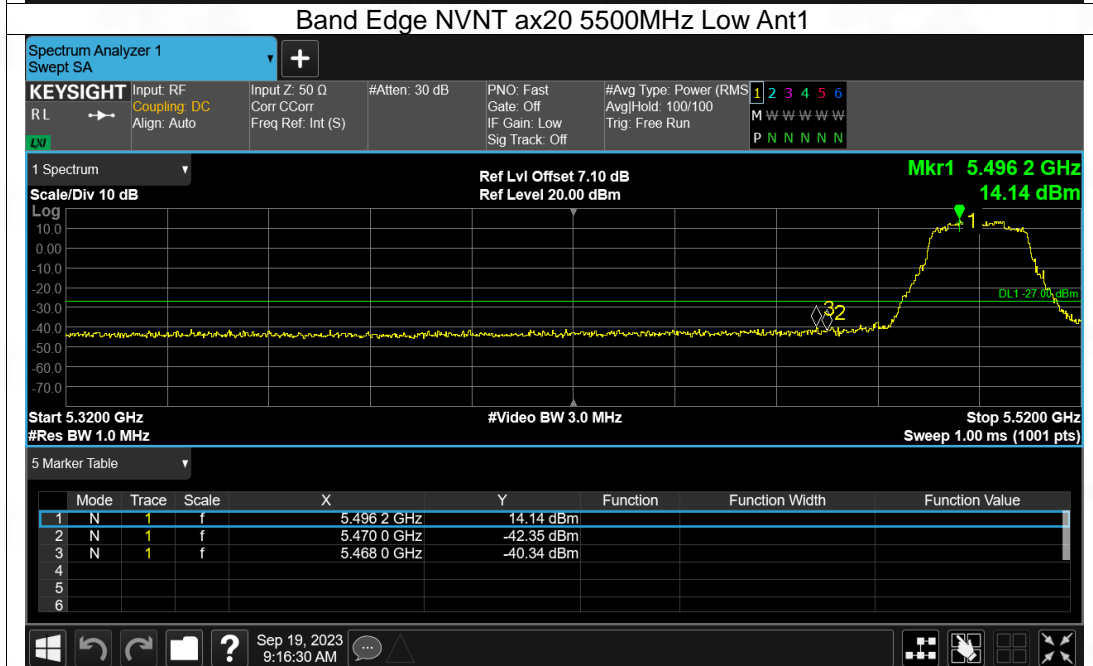 Band Edge NVNT ax20 5500MHz Low Ant1
Spectrum Analyzer 1
Swept SA
+
KEYSIGHT Input: RF Input Z: 50 Ω #Atten: 30 dB PNO: Fast #Avg Type: Power (RMS 1 2 3 4 5 6
RL Coupling: DC Corr CCorr Gate: Off Avg|Hold: 100/100 M W W W W W W
Align: Auto Freq Ref: Int (S) IF Gain: Low Trig: Free Run
LXI Sig Track: Off P N N N N N N
1 Spectrum Ref Lvl Offset 7.10 dB Mkr1 5.496 2 GHz
Scale/Div 10 dB Ref Level 20.00 dBm 14.14 dBm
Log
10.0
0.00
-10.0
-20.0
-30.0
-40.0
-50.0
-60.0
-70.0
1
DL1 -27.00 dBm
3 2
Start 5.3200 GHz #Video BW 3.0 MHz Stop 5.5200 GHz
#Res BW 1.0 MHz Sweep 1.00 ms (1001 pts)
5 Marker Table
Mode Trace Scale X Y Function Function Width Function Value
1 N 1 f 5.496 2 GHz 14.14 dBm
2 N 1 f 5.470 0 GHz -42.35 dBm
3 N 1 f 5.468 0 GHz -40.34 dBm
4
5
6
? Sep 19, 2023
9:16:30 AM